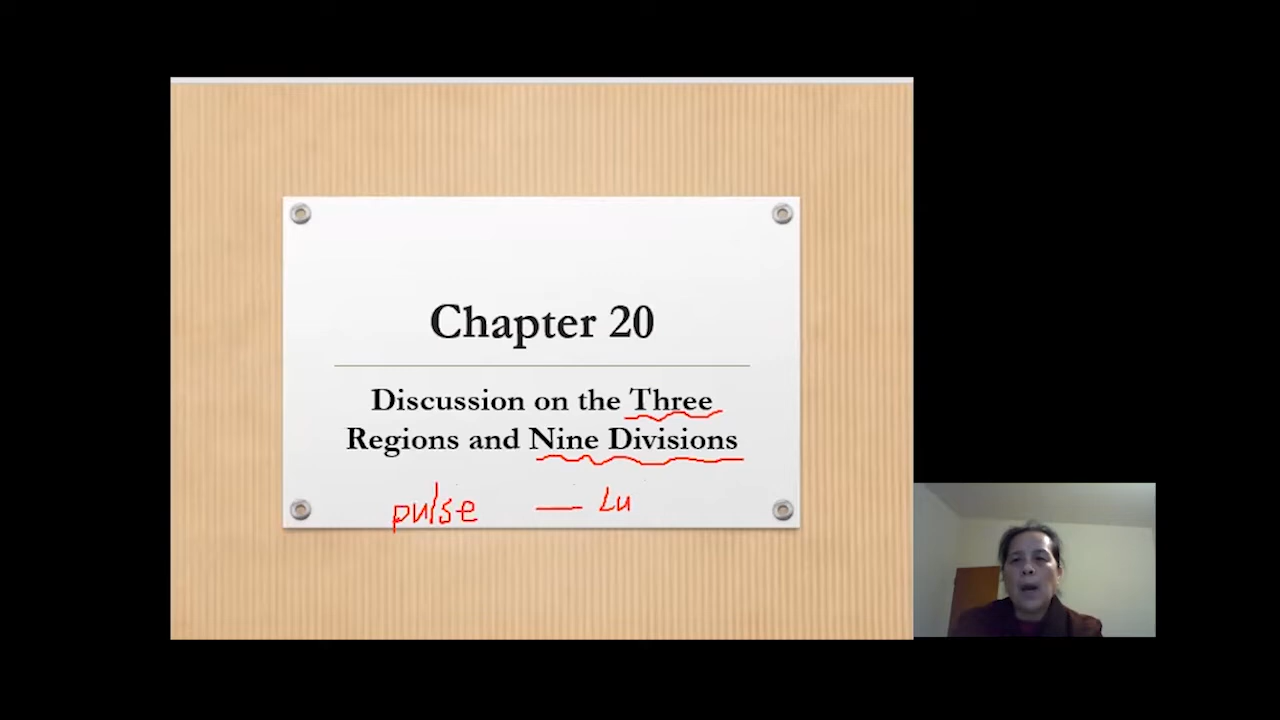 Chapter 20
Discussion on the Three
Regions and Nine Divisions
pulse — Lu